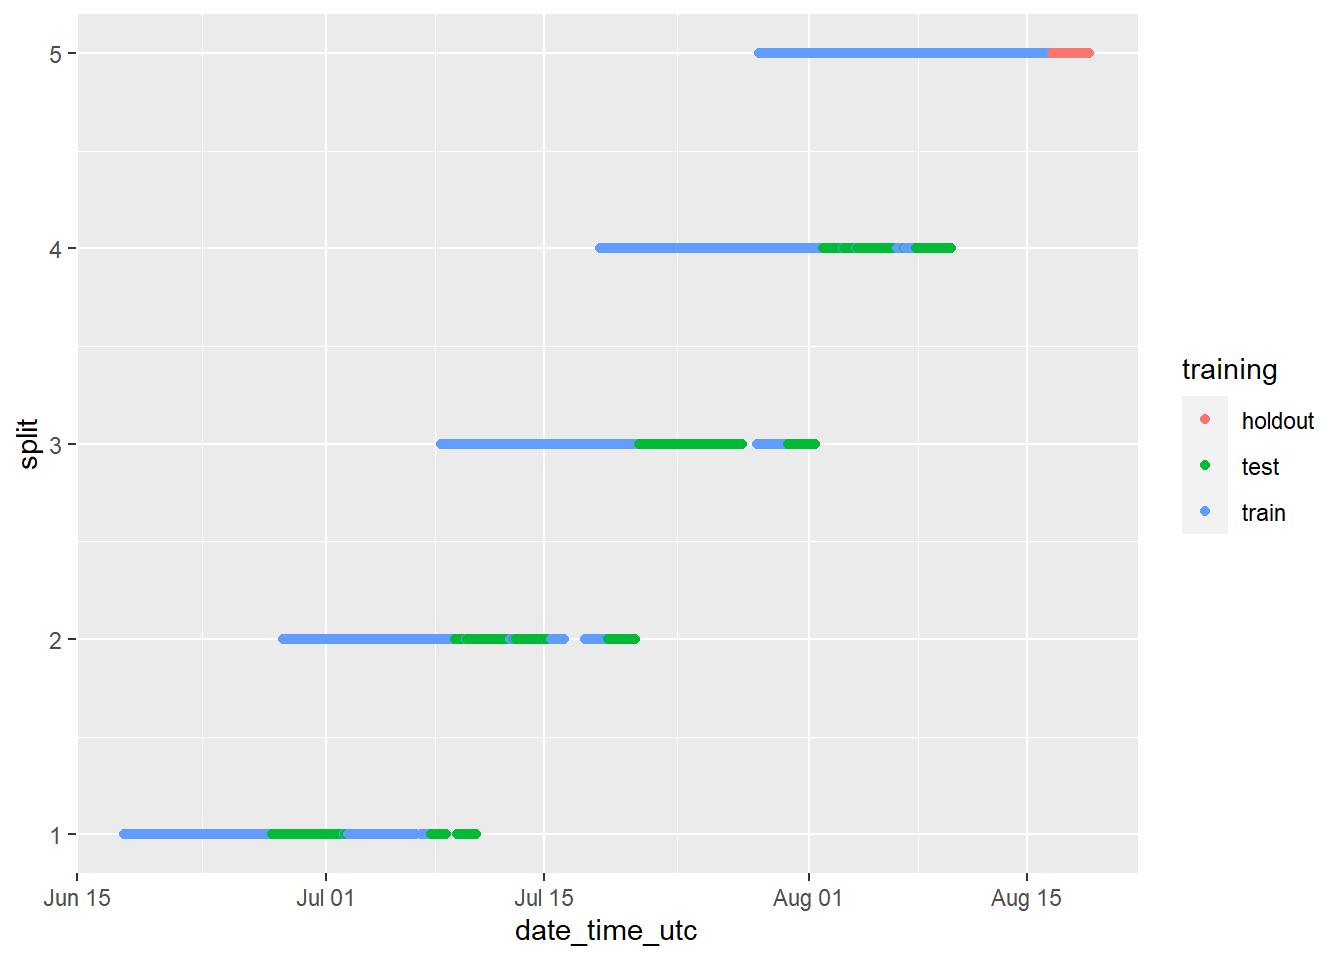 5
4
3
2
1
split
Jun 15
Jul 01
Jul 15
Aug 01
Aug 15
date_time_utc
training
holdout
test
train